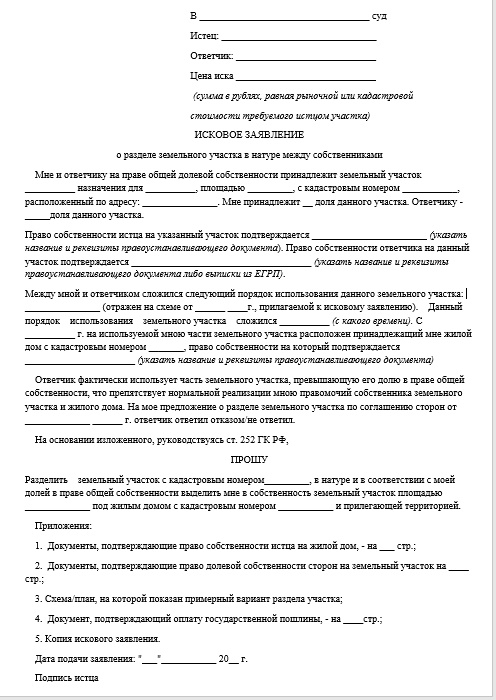 В __________________________________ суд
Истец: _______________________________
Ответчик: ____________________________
Цена иска ____________________________
(сумма в рублях, равная рыночной или кадастровой
стоимости требуемого истцом участка)
ИСКОВОЕ ЗАЯВЛЕНИЕ
о разделе земельного участка в натуре между собственниками
Мне и ответчику на праве общей долевой собственности принадлежит земельный участок
__________ назначения для __________, площадью _________, с кадастровым номером ___________,
расположенный по адресу: _______________. Мне принадлежит __ доля данного участка. Ответчику -
_____доля данного участка.
Право собственности истца на указанный участок подтверждается _______________________ (указать
название и реквизиты правоустанавливающего документа). Право собственности ответчика на данный
участок подтверждается ____________________________________ (указать название и реквизиты
правоустанавливающего документа либо выписки из ЕГРП).
Между мной и ответчиком сложился следующий порядок использования данного земельного участка:
_______________ (отражен на схеме от ______ ____г., прилагаемой к исковому заявлению). Данный
порядок использования земельного участка сложился __________ (с какого времени). С
__________ г. на используемой мною части земельного участка расположен принадлежащий мне жилой
дом с кадастровым номером _______, право собственности на который подтверждается
______________________ (указать название и реквизиты правоустанавливающего документа)
Ответчик фактически использует часть земельного участка, превышающую его долю в праве общей
собственности, что препятствует нормальной реализации мною правомочий собственника земельного
участка и жилого дома. На мое предложение о разделе земельного участка по соглашению сторон от
_____________ ______ г. ответчик ответил отказом/не ответил.
На основании изложенного, руководствуясь ст. 252 ГК РФ,
ПРОШУ
Разделить земельный участок с кадастровым номером_________, в натуре и в соответствии с моей
долей в праве общей собственности выделить мне в собственность земельный участок площадью
_____________ под жилым домом с кадастровым номером ___________ и прилегающей территорией.
Приложения:
1. Документы, подтверждающие право собственности истца на жилой дом, - на ___ стр.;
2. Документы, подтверждающие право долевой собственности сторон на земельный участок на ____
стр.;
3. Схема/план, на которой показан примерный вариант раздела участка;
4. Документ, подтверждающий оплату государственной пошлины, - на ____стр.;
5. Копия искового заявления.
Дата подачи заявления: "___"___________ 20__ г.
Подпись истца